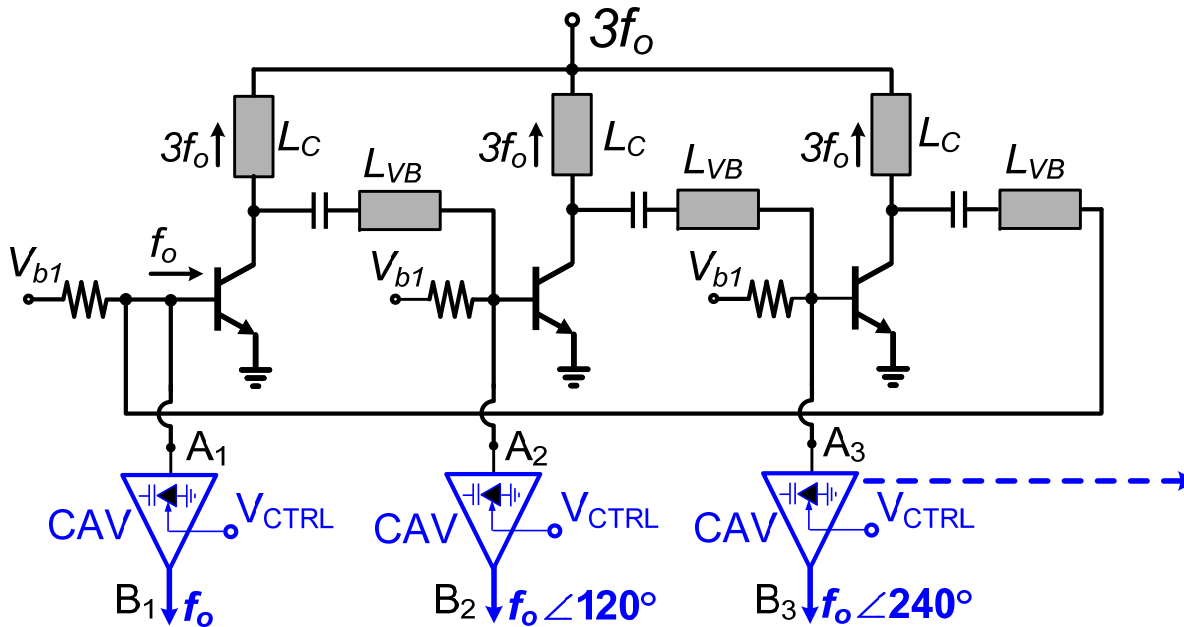 3fo
3fo LC 3fo LC 3fo LC
LVB LVB LVB
fo
Vb1 Vb1 Vb1
A1 A2 A3
CAV VCTRL CAV VCTRL CAV VCTRL
B1 fo B2 fo∠120° B3 fo∠240°